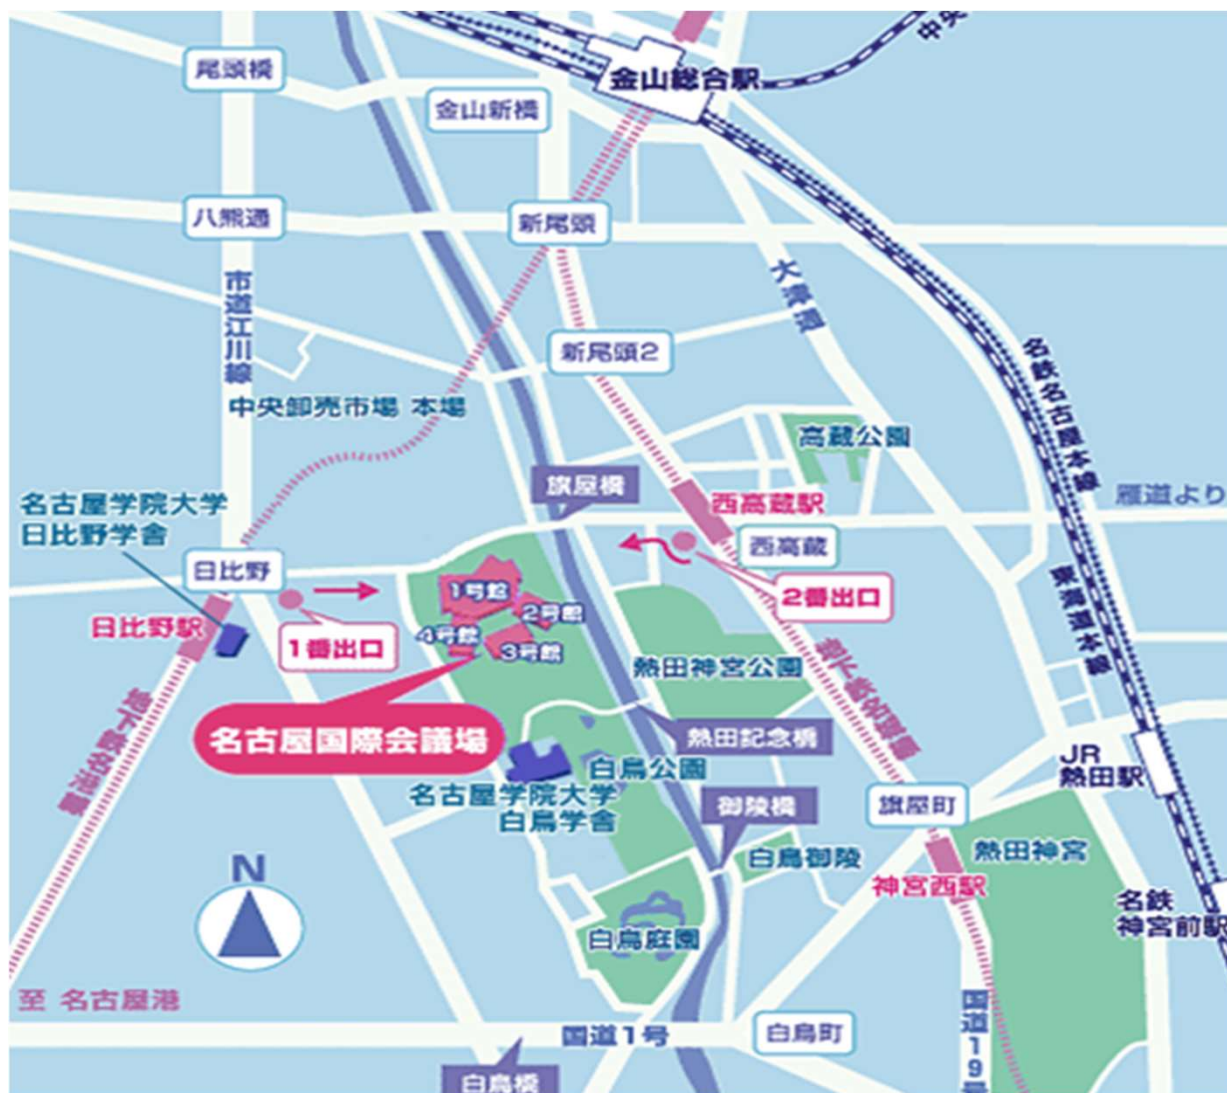 中央
尾頭橋
金山総合駅
金山新橋
八熊通
新尾頭
市道江川線
大津通
新尾頭2
名鉄名古屋本線
中央卸売市場 本場
高蔵公園
旗屋橋
西高蔵駅
雁道より
名古屋学院大学
日比野学舎
西高蔵
日比野
1号館
2号館
2番出口
日比野駅
1番出口
4号館
3号館
東海道本線
熱田神宮公園
地下鉄名城線
地下鉄名港線
名古屋国際会議場
熱田記念橋
JR
熱田駅
白鳥公園
名古屋学院大学
白鳥学舎
御陵橋
旗屋町
白鳥御陵
熱田神宮
N
神宮西駅
名鉄
神宮前駅
白鳥庭園
至 名古屋港
国道1号
白鳥町
国道19号
白鳥橋